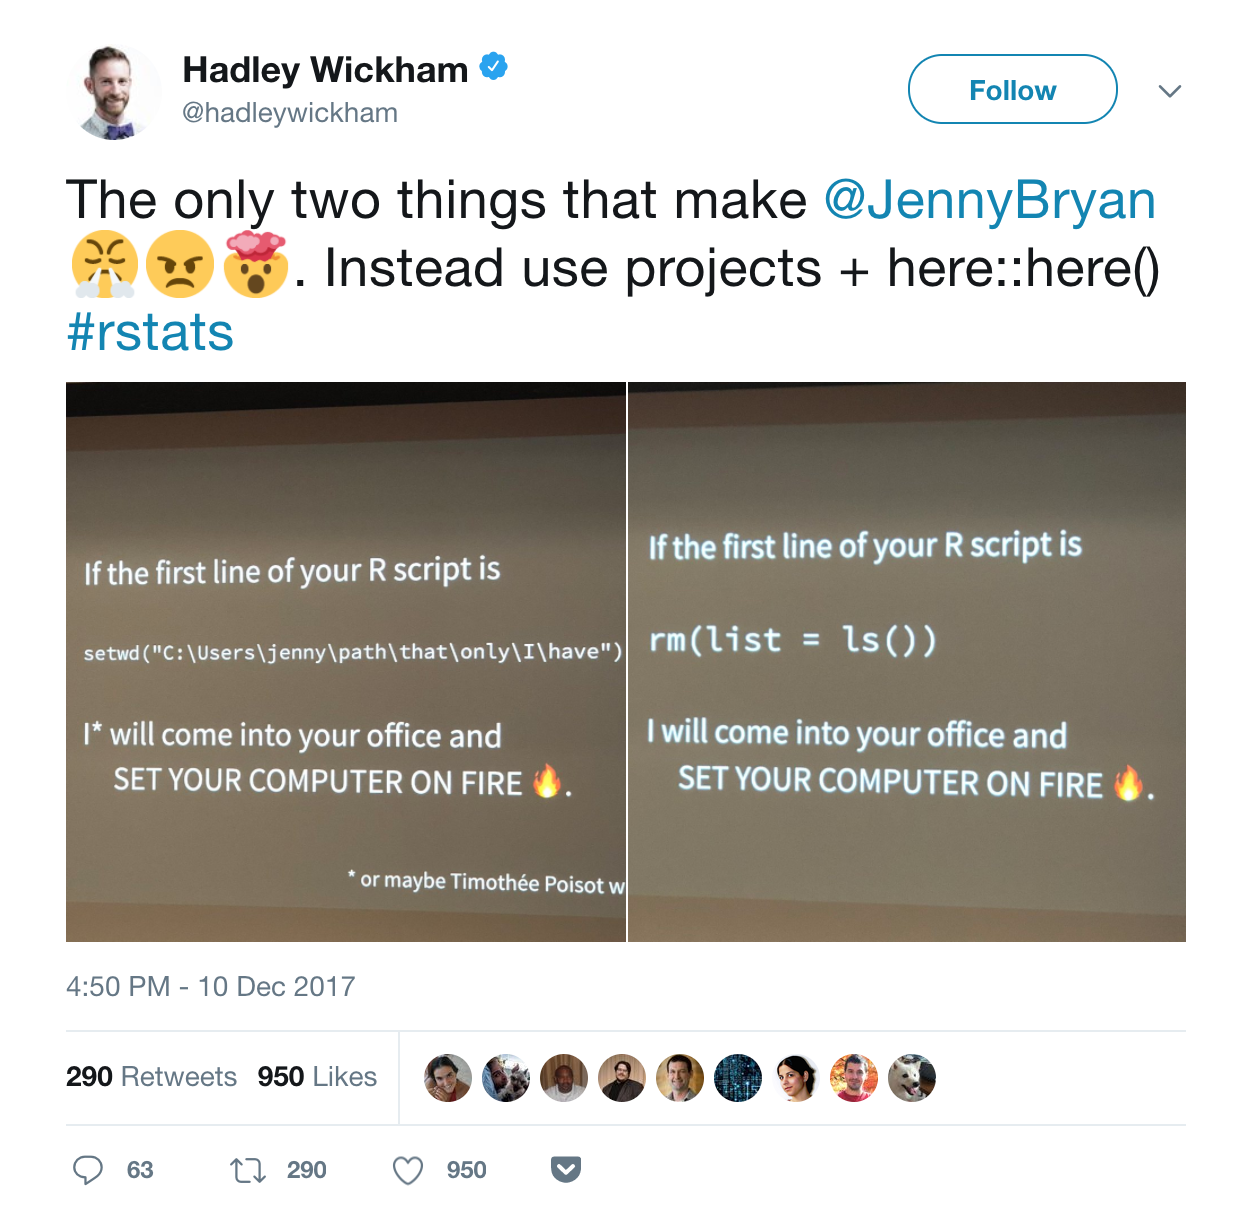 Hadley Wickham
@hadleywickham
Follow
The only two things that make @JennyBryan
😤😠🤯. Instead use projects + here::here()
#rstats
If the first line of your R script is
setwd("C:\Users\jenny\path\that\only\I\have")
I* will come into your office and
SET YOUR COMPUTER ON FIRE 🔥.
* or maybe Timothée Poisot w
If the first line of your R script is
rm(list = ls())
I will come into your office and
SET YOUR COMPUTER ON FIRE 🔥.
4:50 PM - 10 Dec 2017
290 Retweets 950 Likes
63 290 950